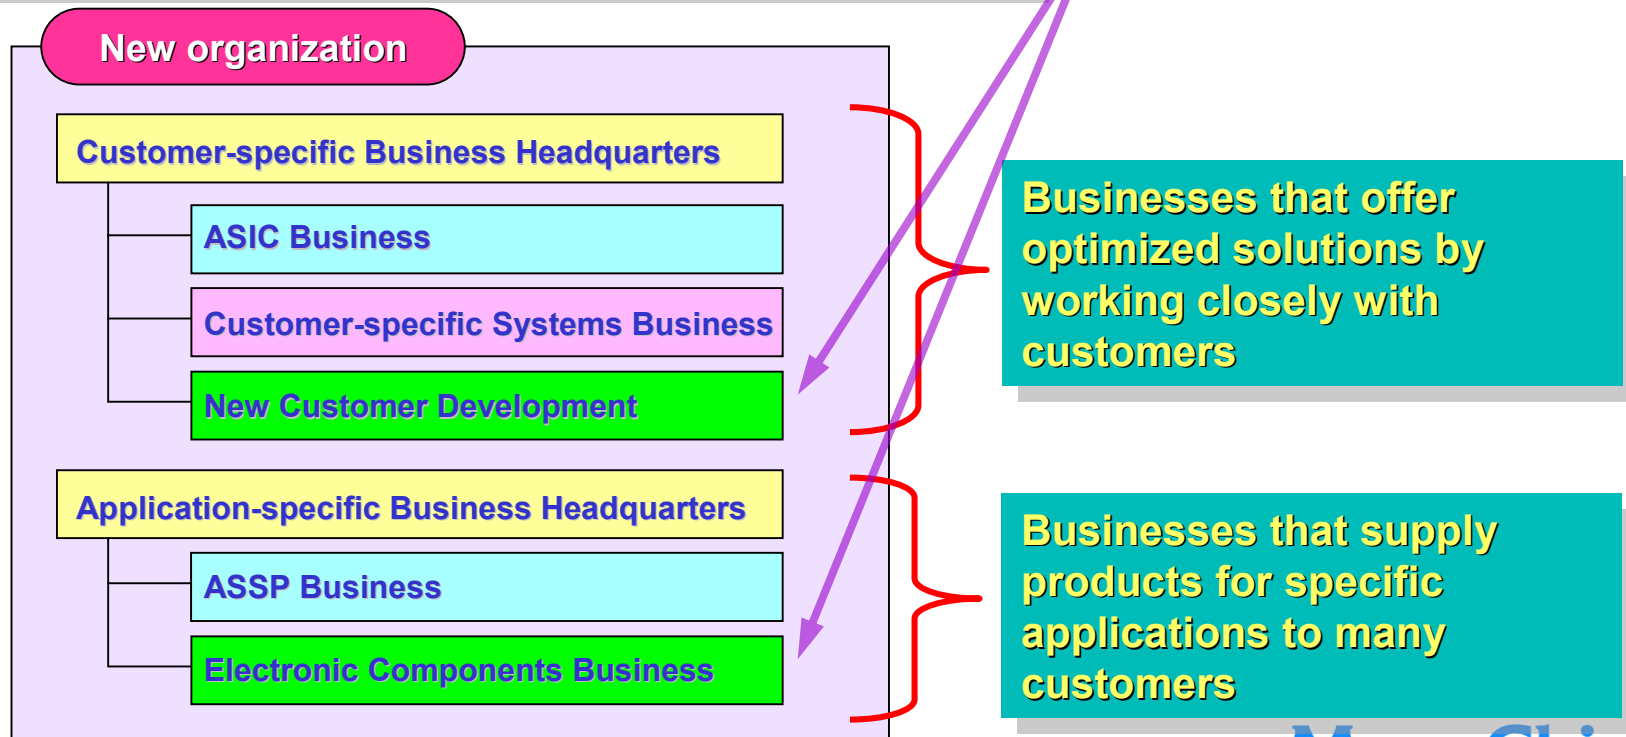 New organization
Customer-specific Business Headquarters
ASIC Business
Customer-specific Systems Business
New Customer Development
Application-specific Business Headquarters
ASSP Business
Electronic Components Business
Businesses that offer
optimized solutions by
working closely with
customers
Businesses that supply
products for specific
applications to many
customers